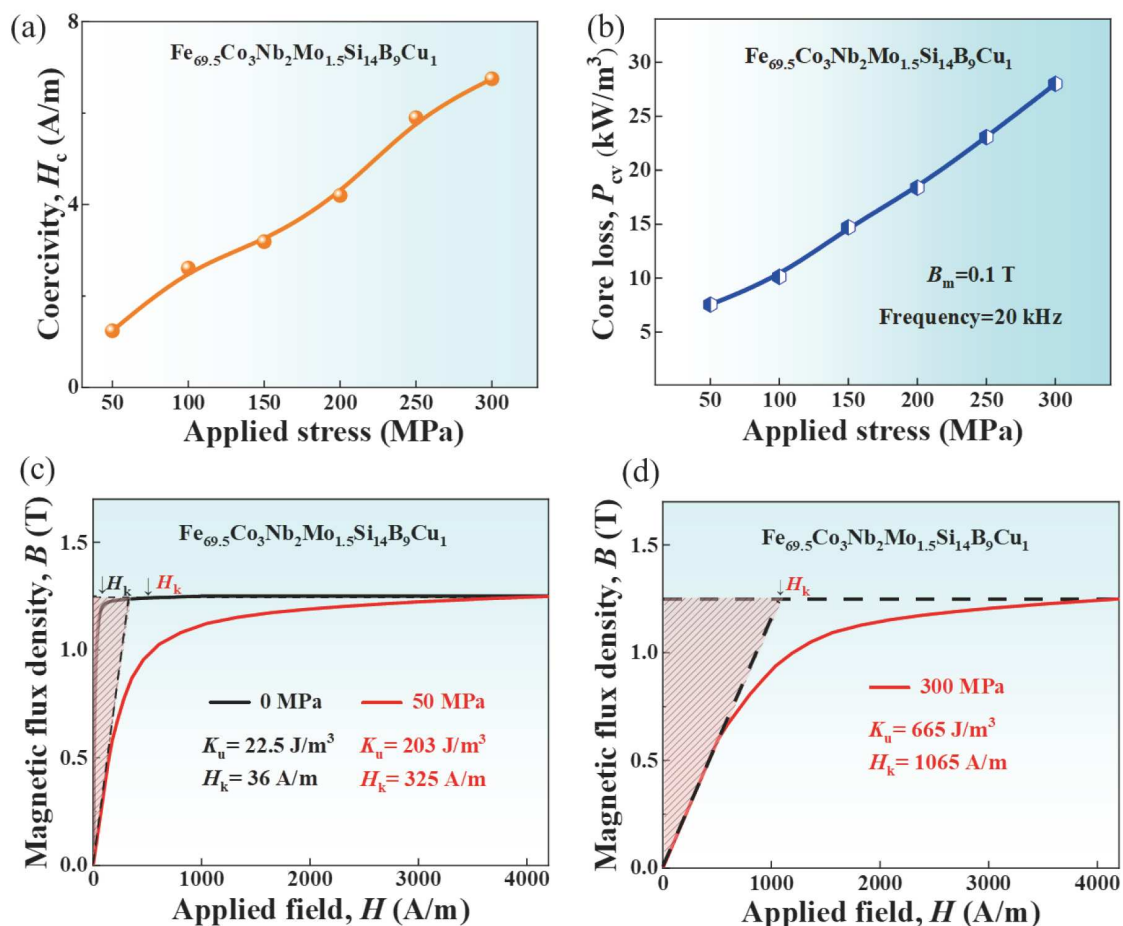 (a)
Fe69.5Co3Nb2Mo1.5Si14B9Cu1
Coercivity, Hc (A/m)
8
4
0
50 100 150 200 250 300
Applied stress (MPa)
(b)
Fe69.5Co3Nb2Mo1.5Si14B9Cu1
Core loss, Pcv (kW/m³)
30
25
20
15
10
5
Bm=0.1 T
Frequency=20 kHz
50 100 150 200 250 300
Applied stress (MPa)
(c)
Fe69.5Co3Nb2Mo1.5Si14B9Cu1
Magnetic flux density, B (T)
1.5
1.0
0.5
0.0
↓Hk ↓Hk
0 MPa 50 MPa
Ku= 22.5 J/m³ Ku= 203 J/m³
Hk= 36 A/m Hk= 325 A/m
0 1000 2000 3000 4000
Applied field, H (A/m)
(d)
Fe69.5Co3Nb2Mo1.5Si14B9Cu1
Magnetic flux density, B (T)
1.5
1.0
0.5
0.0
↓Hk
300 MPa
Ku= 665 J/m³
Hk= 1065 A/m
0 1000 2000 3000 4000
Applied field, H (A/m)